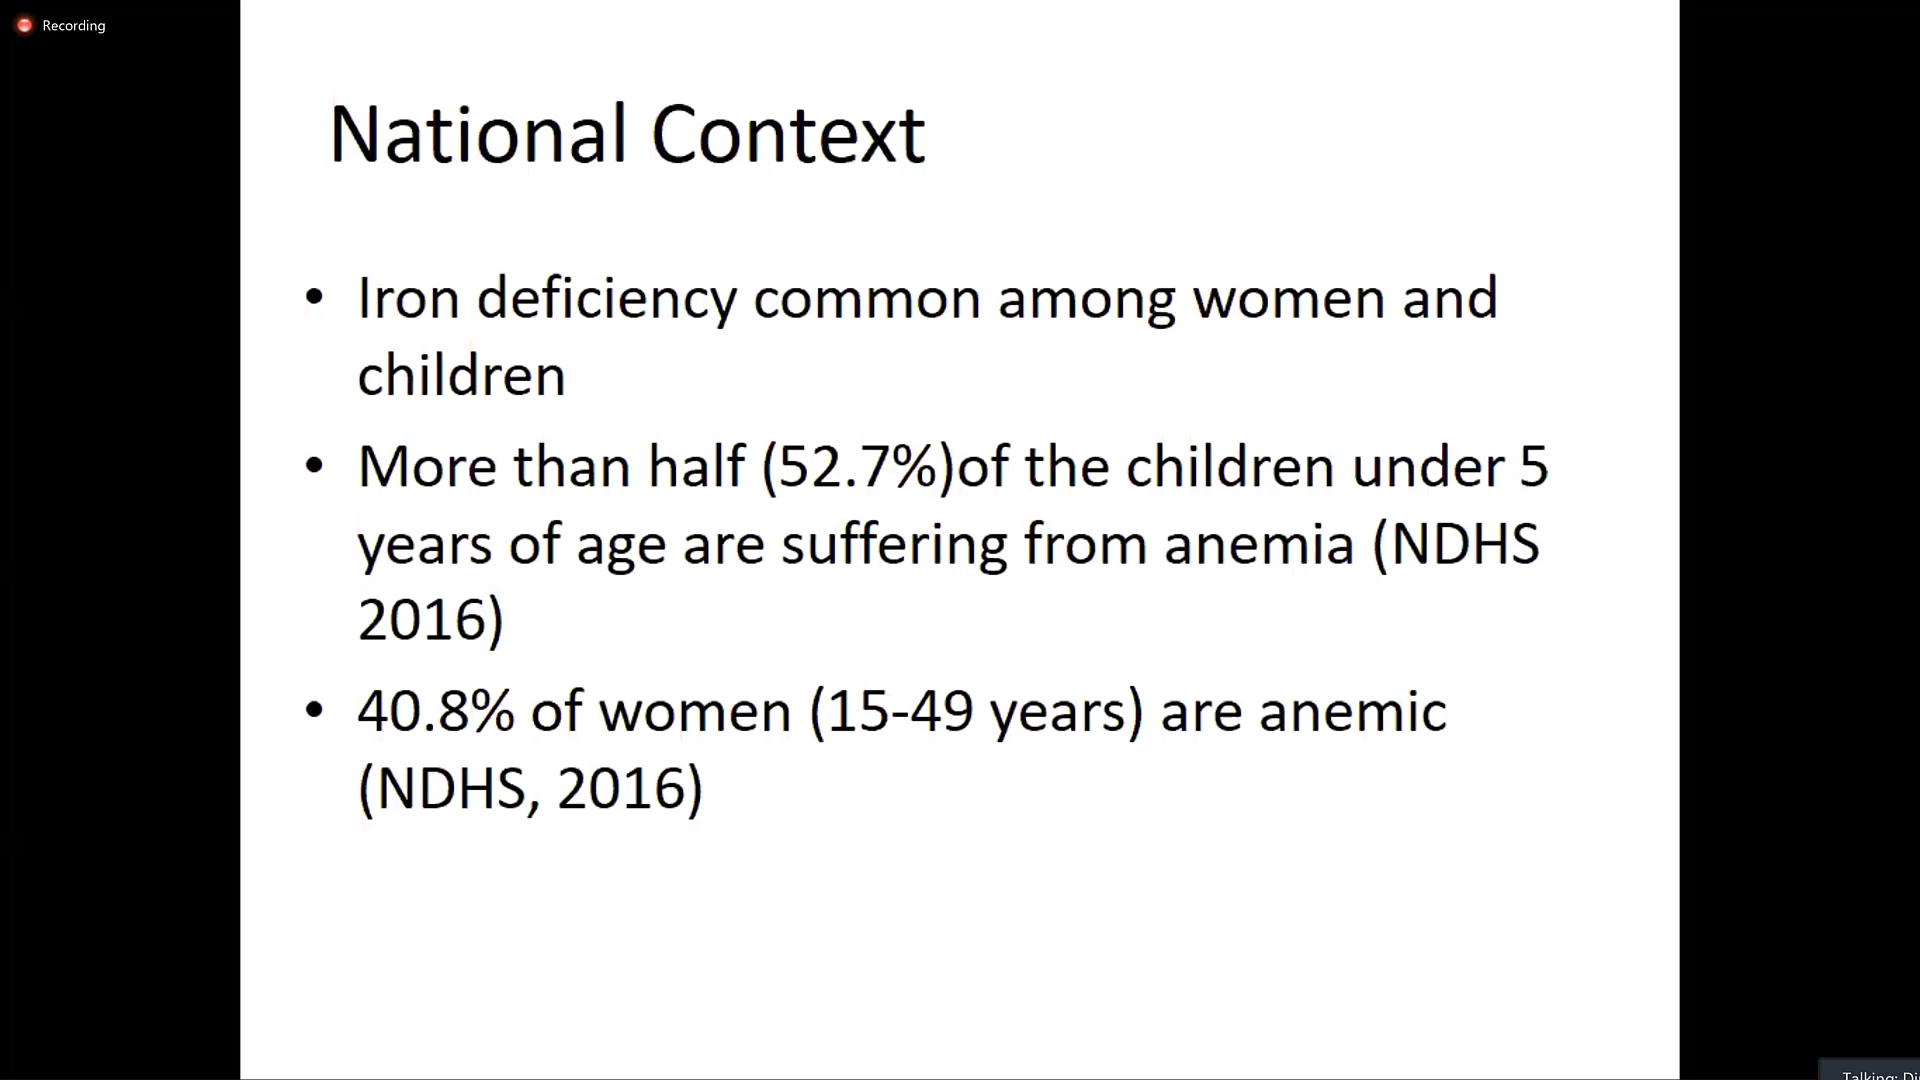 Recording
National Context
• Iron deficiency common among women and
children
• More than half (52.7%)of the children under 5
years of age are suffering from anemia (NDHS
2016)
• 40.8% of women (15-49 years) are anemic
(NDHS, 2016)
Talking: